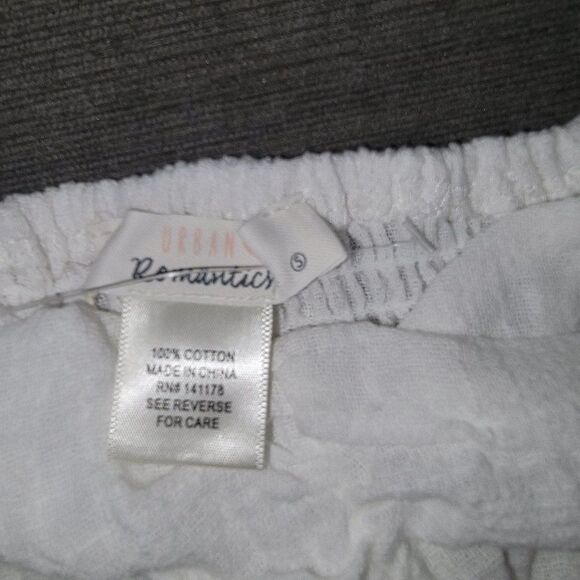 URBAN
Romantics
S
100% COTTON
MADE IN CHINA
RN# 141178
SEE REVERSE
FOR CARE